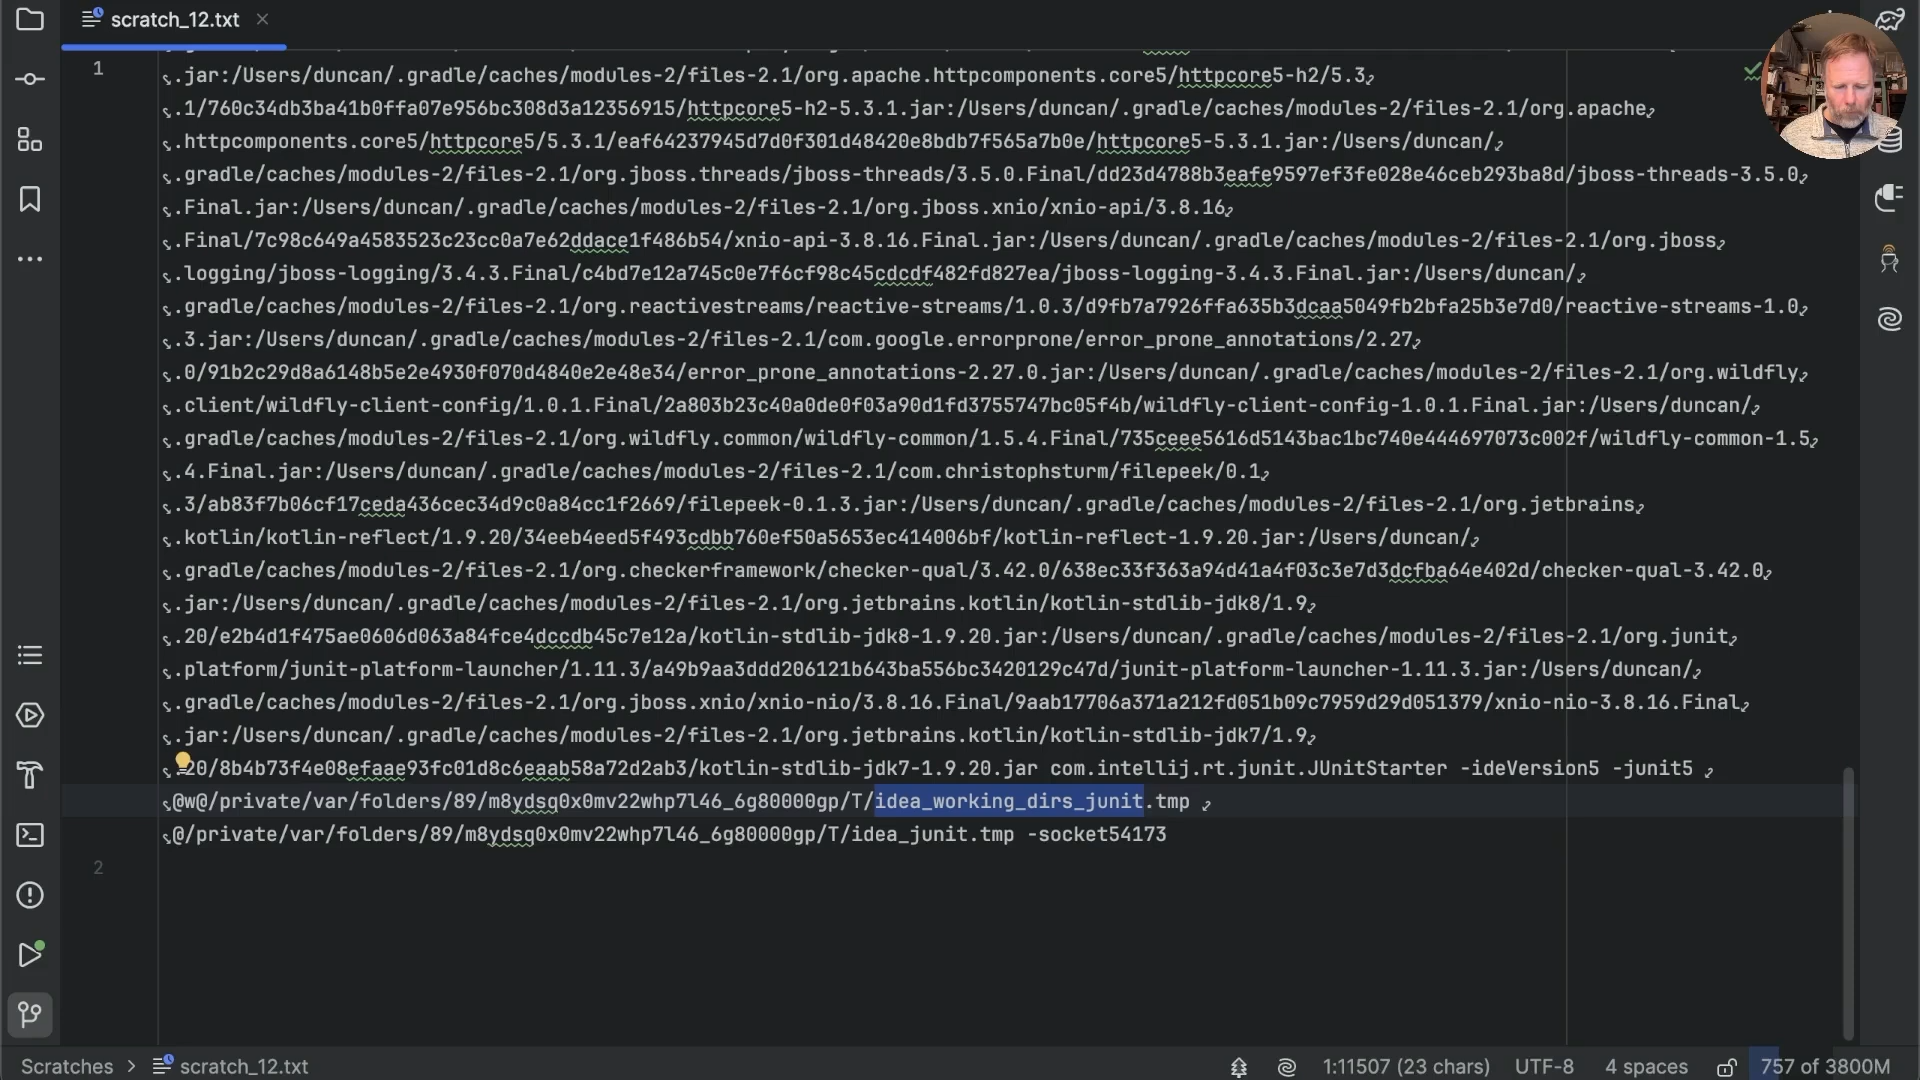 scratch_12.txt
1
.jar:/Users/duncan/.gradle/caches/modules-2/files-2.1/org.apache.httpcomponents.core5/httpcore5-h2/5.3
.1/760c34db3ba41b0ffa07e956bc308d3a12356915/httpcore5-h2-5.3.1.jar:/Users/duncan/.gradle/caches/modules-2/files-2.1/org.apache
.httpcomponents.core5/httpcore5/5.3.1/eaf64237945d7d0f301d48420e8bdb7f565a7b0e/httpcore5-5.3.1.jar:/Users/duncan/
.gradle/caches/modules-2/files-2.1/org.jboss.threads/jboss-threads/3.5.0.Final/dd23d4788b3eafe9597ef3fe028e46ceb293ba8d/jboss-threads-3.5.0
.Final.jar:/Users/duncan/.gradle/caches/modules-2/files-2.1/org.jboss.xnio/xnio-api/3.8.16
.Final/7c98c649a4583523c23cc0a7e62ddace1f486b54/xnio-api-3.8.16.Final.jar:/Users/duncan/.gradle/caches/modules-2/files-2.1/org.jboss
.logging/jboss-logging/3.4.3.Final/c4bd7e12a745c0e7f6cf98c45cdcdf482fd827ea/jboss-logging-3.4.3.Final.jar:/Users/duncan/
.gradle/caches/modules-2/files-2.1/org.reactivestreams/reactive-streams/1.0.3/d9fb7a7926ffa635b3dcaa5049fb2bfa25b3e7d0/reactive-streams-1.0
.3.jar:/Users/duncan/.gradle/caches/modules-2/files-2.1/com.google.errorprone/error_prone_annotations/2.27
.0/91b2c29d8a6148b5e2e4930f070d4840e2e48e34/error_prone_annotations-2.27.0.jar:/Users/duncan/.gradle/caches/modules-2/files-2.1/org.wildfly
.client/wildfly-client-config/1.0.1.Final/2a803b23c40a0de0f03a90d1fd3755747bc05f4b/wildfly-client-config-1.0.1.Final.jar:/Users/duncan/
.gradle/caches/modules-2/files-2.1/org.wildfly.common/wildfly-common/1.5.4.Final/735ceee5616d5143bac1bc740e444697073c002f/wildfly-common-1.5
.4.Final.jar:/Users/duncan/.gradle/caches/modules-2/files-2.1/com.christophsturm/filepeek/0.1
.3/ab83f7b06cf17ceda436cec34d9c0a84cc1f2669/filepeek-0.1.3.jar:/Users/duncan/.gradle/caches/modules-2/files-2.1/org.jetbrains
.kotlin/kotlin-reflect/1.9.20/34eeb4eed5f493cdbb760ef50a5653ec414006bf/kotlin-reflect-1.9.20.jar:/Users/duncan/
.gradle/caches/modules-2/files-2.1/org.checkerframework/checker-qual/3.42.0/638ec33f363a94d41a4f03c3e7d3dcfba64e402d/checker-qual-3.42.0
.jar:/Users/duncan/.gradle/caches/modules-2/files-2.1/org.jetbrains.kotlin/kotlin-stdlib-jdk8/1.9
.20/e2b4d1f475ae0606d063a84fce4dccdb45c7e12a/kotlin-stdlib-jdk8-1.9.20.jar:/Users/duncan/.gradle/caches/modules-2/files-2.1/org.junit
.platform/junit-platform-launcher/1.11.3/a49b9aa3ddd206121b643ba556bc3420129c47d/junit-platform-launcher-1.11.3.jar:/Users/duncan/
.gradle/caches/modules-2/files-2.1/org.jboss.xnio/xnio-nio/3.8.16.Final/9aab17706a371a212fd051b09c7959d29d051379/xnio-nio-3.8.16.Final
.jar:/Users/duncan/.gradle/caches/modules-2/files-2.1/org.jetbrains.kotlin/kotlin-stdlib-jdk7/1.9
.20/8b4b73f4e08efaae93fc01d8c6eaab58a72d2ab3/kotlin-stdlib-jdk7-1.9.20.jar com.intellij.rt.junit.JUnitStarter -ideVersion5 -junit5
@w@/private/var/folders/89/m8ydsq0x0mv22whp7l46_6g80000gp/T/idea_working_dirs_junit.tmp
@/private/var/folders/89/m8ydsq0x0mv22whp7l46_6g80000gp/T/idea_junit.tmp -socket54173
2
Scratches > scratch_12.txt
1:11507 (23 chars) UTF-8 4 spaces 757 of 3800M